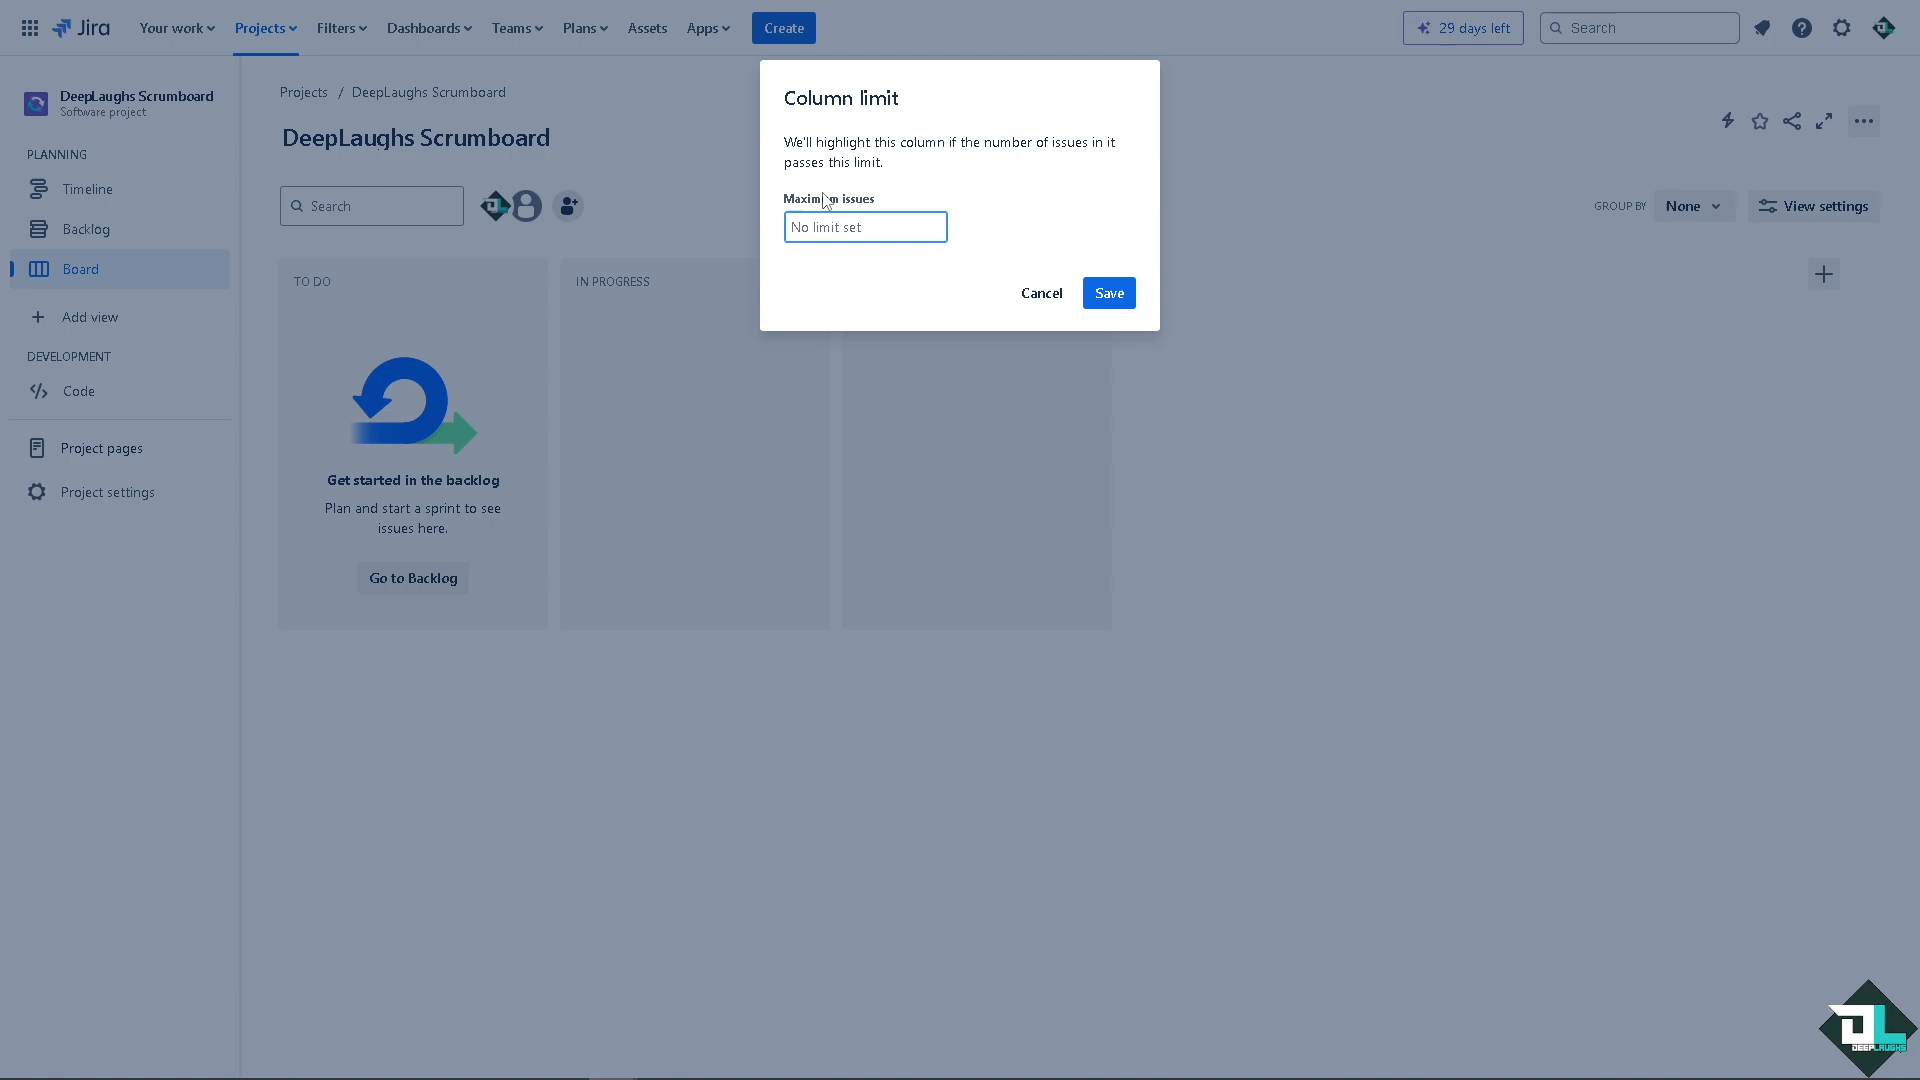 Jira
Your work
Projects
Filters
Dashboards
Teams
Plans
Assets
Apps
Create
29 days left
Search
DeepLaughs Scrumboard
Software project
PLANNING
Timeline
Backlog
Board
Add view
DEVELOPMENT
Code
Project pages
Project settings
Projects / DeepLaughs Scrumboard
DeepLaughs Scrumboard
Search
GROUP BY
None
View settings
TO DO
IN PROGRESS
Get started in the backlog
Plan and start a sprint to see
issues here.
Go to Backlog
Column limit
We'll highlight this column if the number of issues in it
passes this limit.
Maximum issues
No limit set
Cancel
Save
DL
DEEPLAUGHS